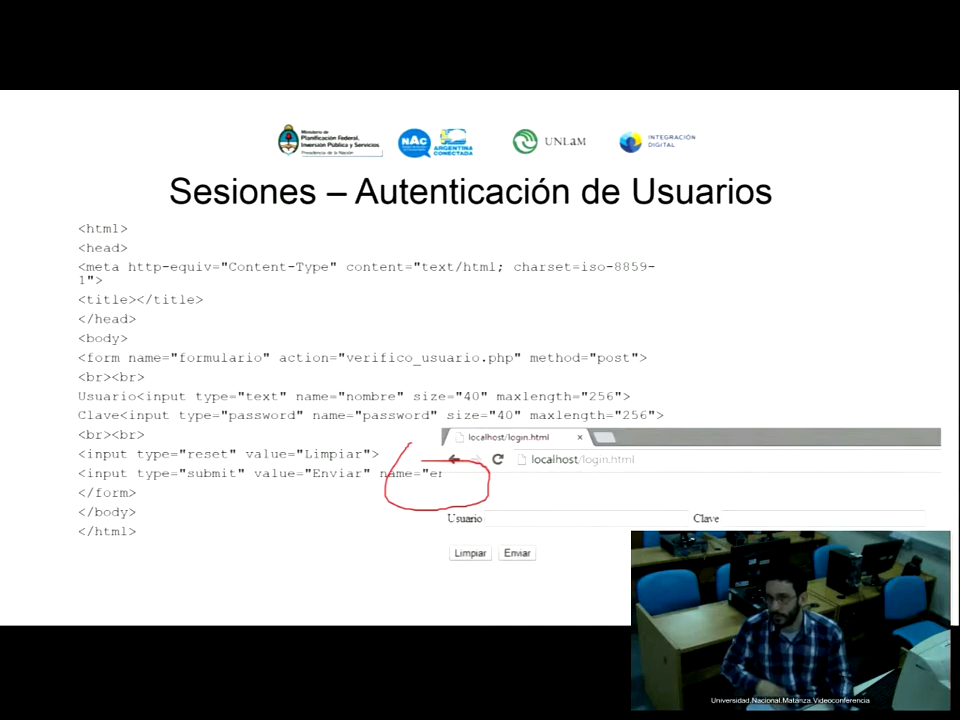 Ministerio de
Planificación Federal,
Inversión Pública y Servicios
Presidencia de la Nación
NAC
ARGENTINA
CONECTADA
UNLaM
INTEGRACIÓN
DIGITAL
Sesiones – Autenticación de Usuarios
<html>
<head>
<meta http-equiv="Content-Type" content="text/html; charset=iso-8859-
1">
<title></title>
</head>
<body>
<form name="formulario" action="verifico_usuario.php" method="post">
<br><br>
Usuario<input type="text" name="nombre" size="40" maxlength="256">
Clave<input type="password" name="password" size="40" maxlength="256">
<br><br>
<input type="reset" value="Limpiar">
<input type="submit" value="Enviar" name="en
</form>
</body>
</html>
localhost/login.html
localhost/login.html
Usuario
Clave
Limpiar
Enviar
Universidad.Nacional.Matanza.Videoconferencia